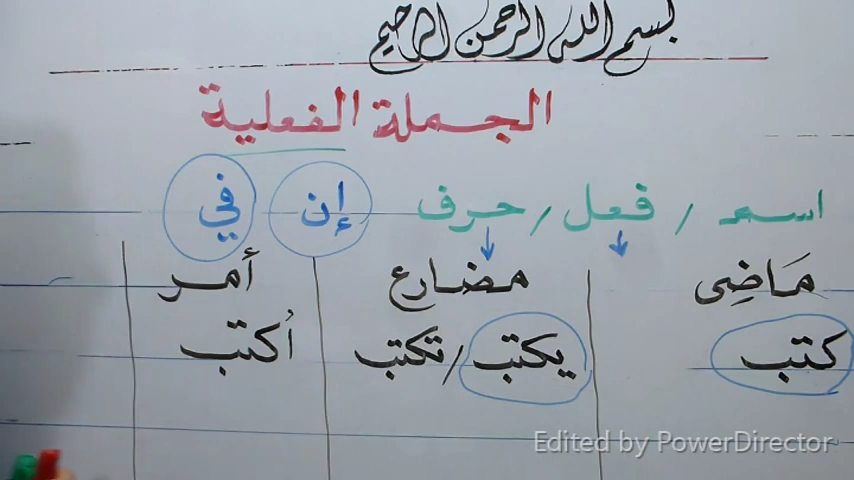 بسم الله الرحمن الرحيم
الجملة الفعلية
اسم / فعل / حرف إن في
مَاضِى مضارع أمر
كتب يكتب / تكتب اُكتب
Edited by PowerDirector